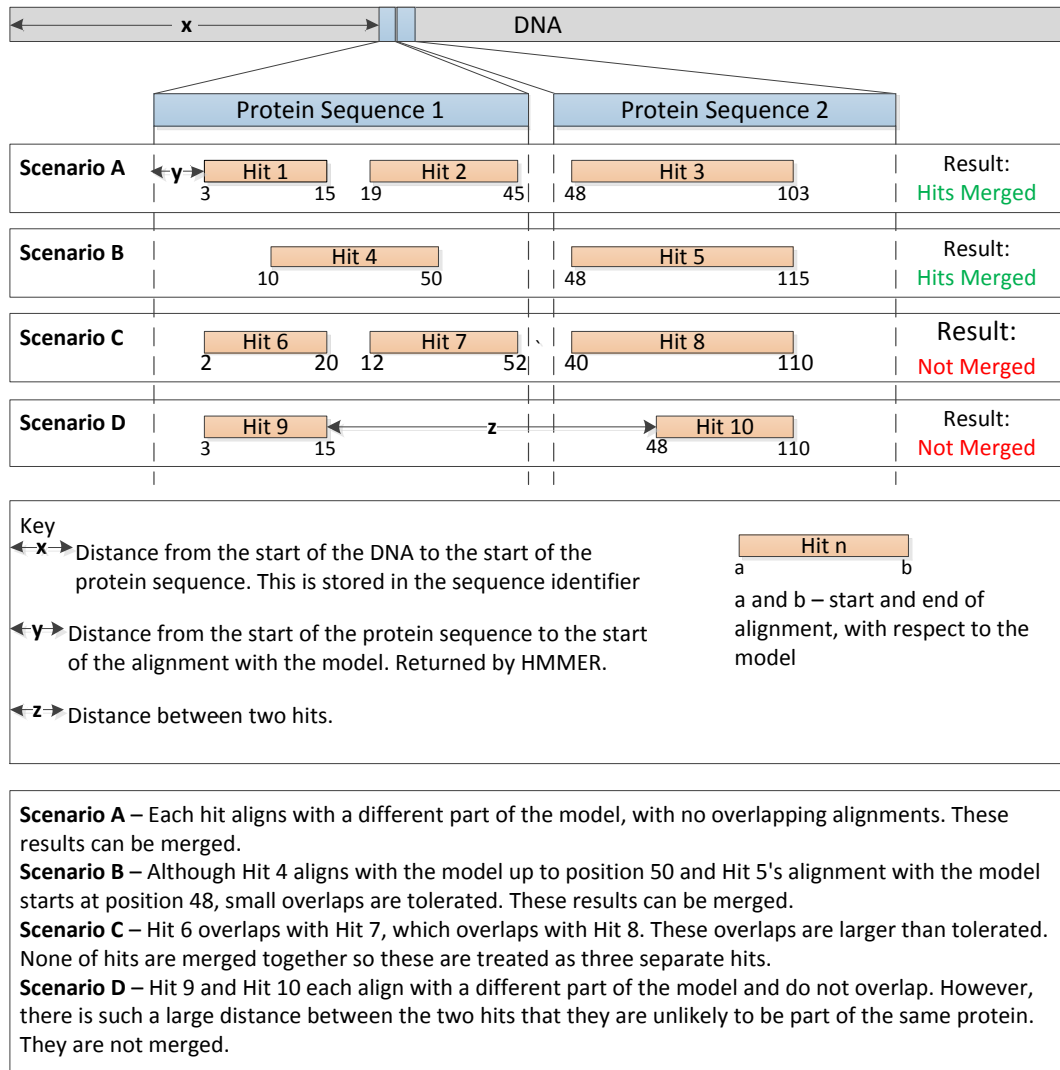 x
DNA
Protein Sequence 1
Protein Sequence 2
Scenario A
y
Hit 1
Hit 2
Hit 3
Result:
3
15
19
45
48
103
Hits Merged
Scenario B
Hit 4
Hit 5
Result:
10
50
48
115
Hits Merged
Scenario C
Hit 6
Hit 7
`
Hit 8
Result:
2
20
12
52
40
110
Not Merged
Scenario D
Hit 9
z
Hit 10
Result:
3
15
48
110
Not Merged
Key
x Distance from the start of the DNA to the start of the
protein sequence. This is stored in the sequence identifier
y Distance from the start of the protein sequence to the start
of the alignment with the model. Returned by HMMER.
z Distance between two hits.
Hit n
a
b
a and b – start and end of
alignment, with respect to the
model
Scenario A – Each hit aligns with a different part of the model, with no overlapping alignments. These
results can be merged.
Scenario B – Although Hit 4 aligns with the model up to position 50 and Hit 5's alignment with the model
starts at position 48, small overlaps are tolerated. These results can be merged.
Scenario C – Hit 6 overlaps with Hit 7, which overlaps with Hit 8. These overlaps are larger than tolerated.
None of hits are merged together so these are treated as three separate hits.
Scenario D – Hit 9 and Hit 10 each align with a different part of the model and do not overlap. However,
there is such a large distance between the two hits that they are unlikely to be part of the same protein.
They are not merged.